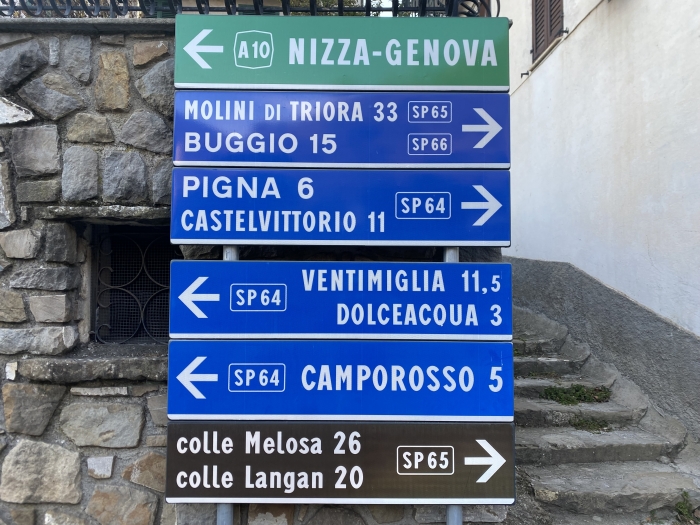 A10 NIZZA-GENOVA
MOLINI DI TRIORA 33 SP65
BUGGIO 15 SP66
PIGNA 6
CASTELVITTORIO 11 SP64
SP64 VENTIMIGLIA 11,5
DOLCEACQUA 3
SP64 CAMPOROSSO 5
colle Melosa 26
colle Langan 20 SP65